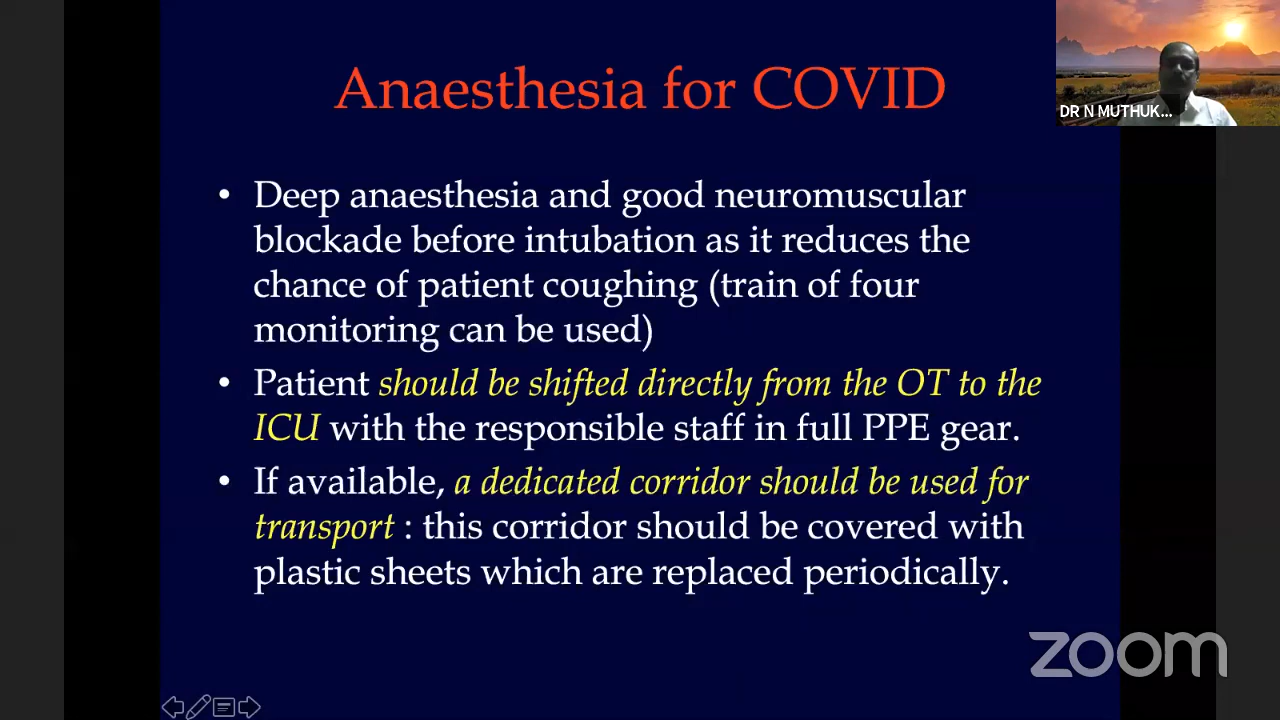 Anaesthesia for COVID
DR N MUTHUK...
• Deep anaesthesia and good neuromuscular
blockade before intubation as it reduces the
chance of patient coughing (train of four
monitoring can be used)
• Patient should be shifted directly from the OT to the
ICU with the responsible staff in full PPE gear.
• If available, a dedicated corridor should be used for
transport : this corridor should be covered with
plastic sheets which are replaced periodically.
zoom